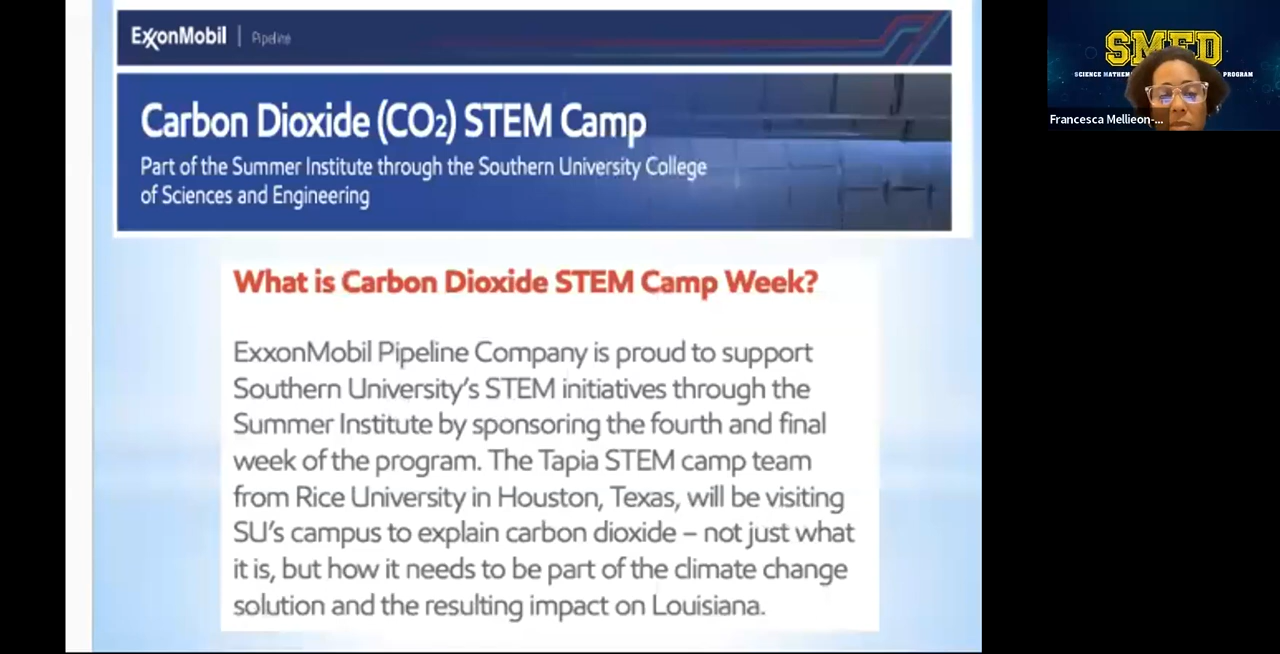 ExxonMobil | Pipeline
Carbon Dioxide (CO2) STEM Camp
Part of the Summer Institute through the Southern University College
of Sciences and Engineering
What is Carbon Dioxide STEM Camp Week?
ExxonMobil Pipeline Company is proud to support
Southern University's STEM initiatives through the
Summer Institute by sponsoring the fourth and final
week of the program. The Tapia STEM camp team
from Rice University in Houston, Texas, will be visiting
SU's campus to explain carbon dioxide – not just what
it is, but how it needs to be part of the climate change
solution and the resulting impact on Louisiana.
SMED
SCIENCE PROGRAM
Francesca Mellieon-...